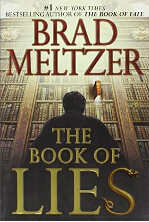 #1 NEW YORK TIMES
BESTSELLING AUTHOR OF THE BOOK OF FATE
BRAD
MELTZER
THE
BOOK OF
LIES